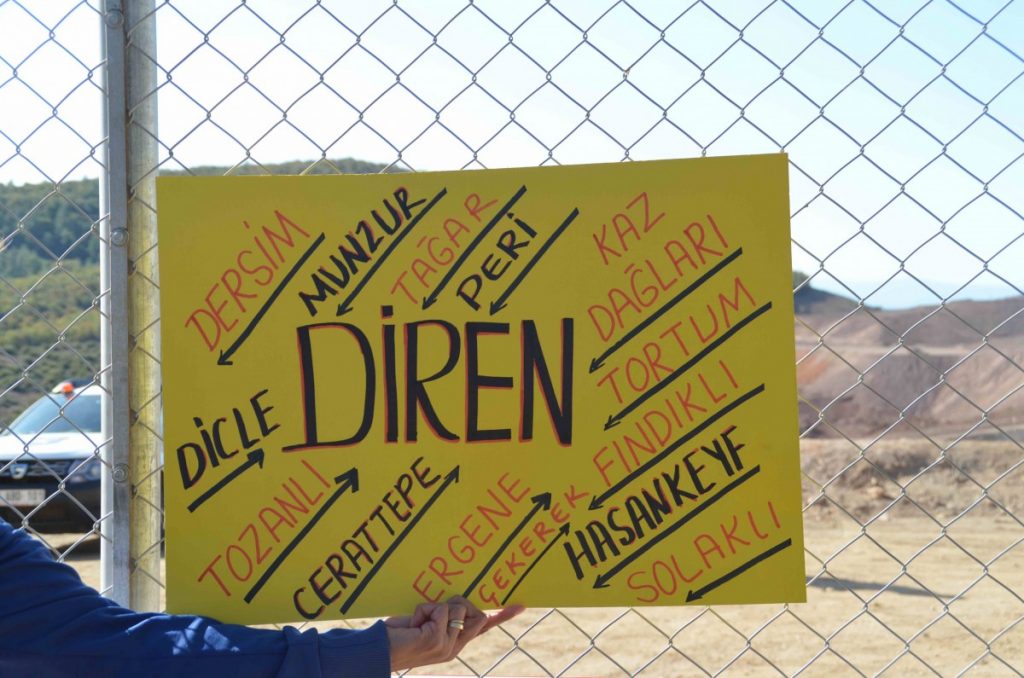 DERSİM
MUNZUR
TAĞAR
PERİ
KAZ
DAĞLARI
TORTUM
DİREN
FINDIKLI
DİCLE
HASANKEYF
TOZANLI
CERATTEPE
ERGENE
ÇEKEREK
SOLAKLI